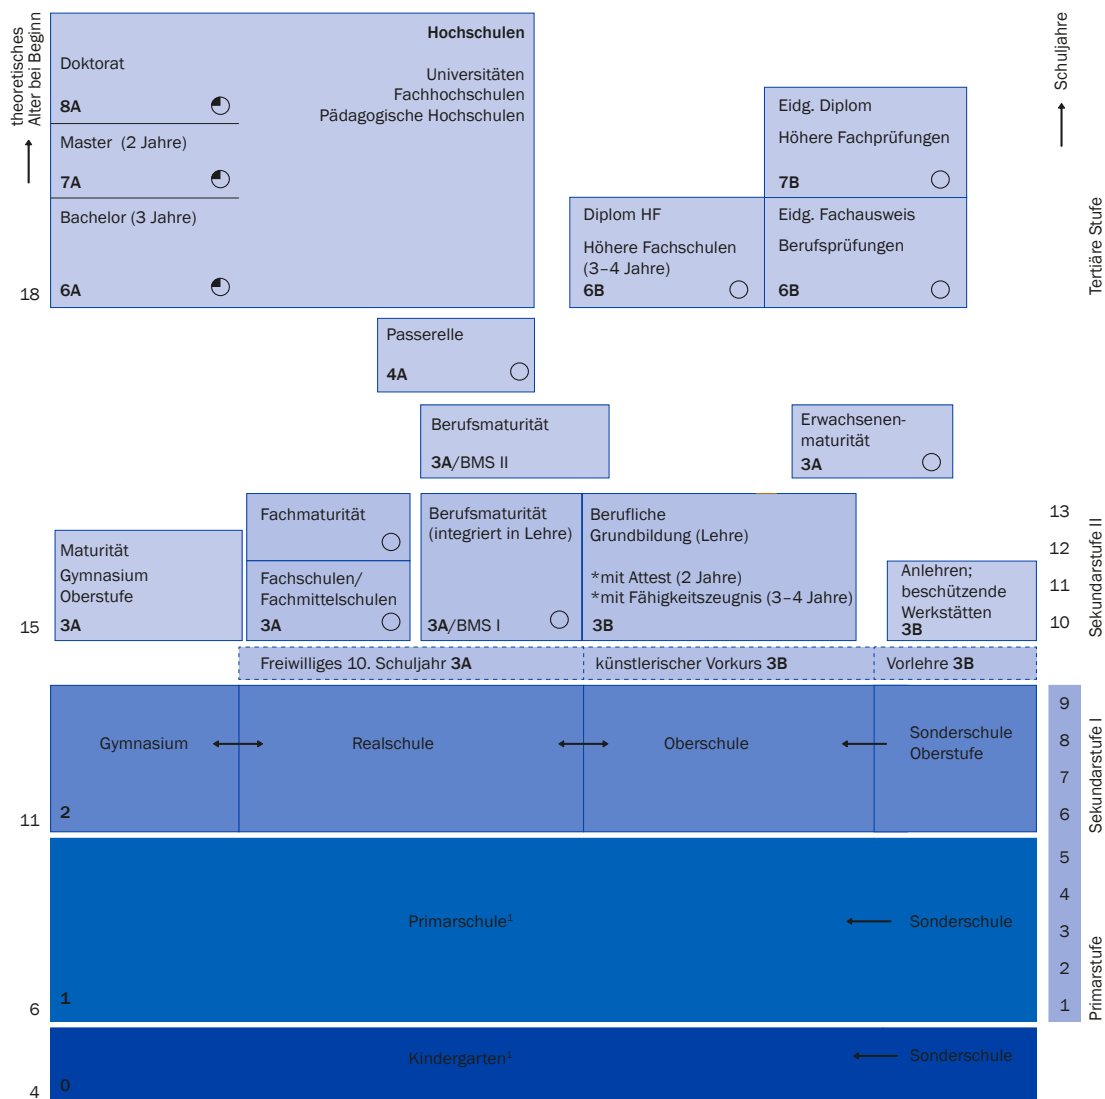 theoretisches
Alter bei Beginn
Schuljahre
Hochschulen
Universitäten
Fachhochschulen
Pädagogische Hochschulen
Doktorat
8A
Master (2 Jahre)
7A
Bachelor (3 Jahre)
6A
18
Eidg. Diplom
Höhere Fachprüfungen
7B
Diplom HF
Höhere Fachschulen
(3–4 Jahre)
6B
Eidg. Fachausweis
Berufsprüfungen
6B
Tertiäre Stufe
Passerelle
4A
Berufsmaturität
3A/BMS II
Erwachsenen-
maturität
3A
Maturität
Gymnasium
Oberstufe
3A
15
Fachmaturität
Fachschulen/
Fachmittelschulen
3A
Berufsmaturität
(integriert in Lehre)
3A/BMS I
Berufliche
Grundbildung (Lehre)
*mit Attest (2 Jahre)
*mit Fähigkeitszeugnis (3–4 Jahre)
3B
Anlehren;
beschützende
Werkstätten
3B
13
12
11
10
Sekundarstufe II
Freiwilliges 10. Schuljahr 3A
künstlerischer Vorkurs 3B
Vorlehre 3B
Gymnasium
Realschule
Oberschule
Sonderschule
Oberstufe
2
11
9
8
7
6
Sekundarstufe I
Primarschule¹
Sonderschule
1
6
5
4
3
2
1
Primarstufe
Kindergarten¹
Sonderschule
0
4